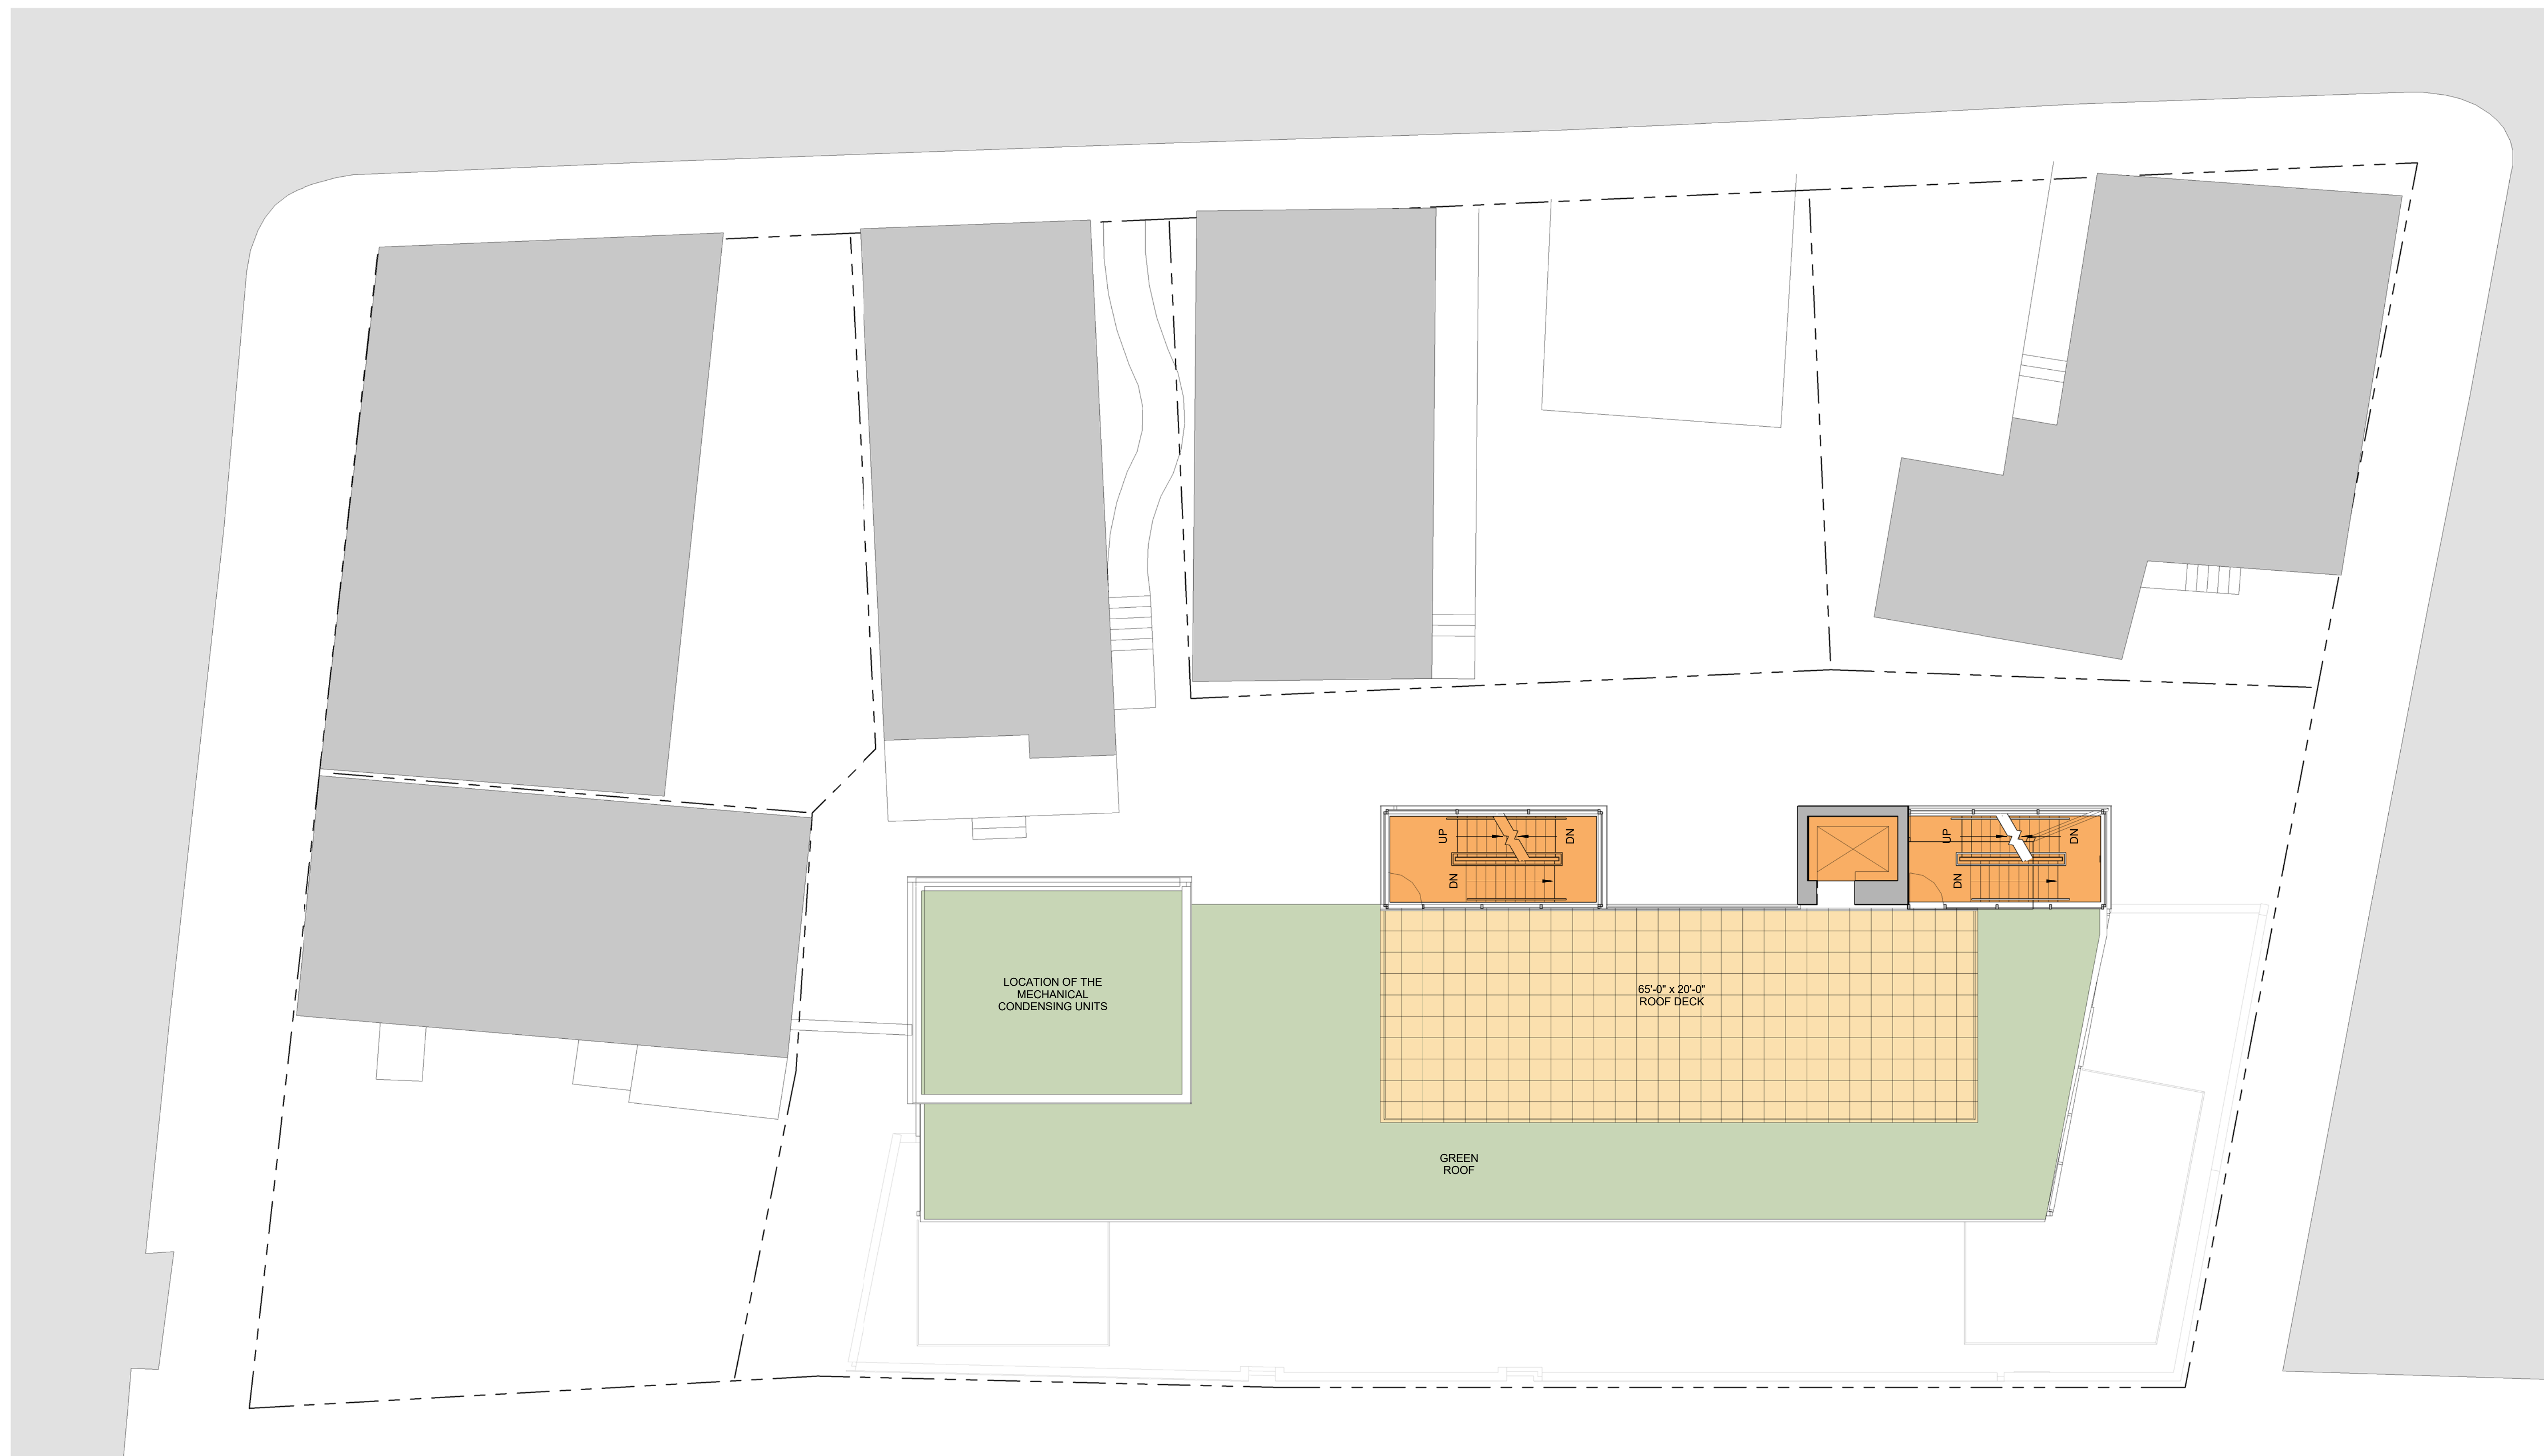 UP
DN
DN
UP
DN
DN
LOCATION OF THE
MECHANICAL
CONDENSING UNITS
65'-0" x 20'-0"
ROOF DECK
GREEN
ROOF